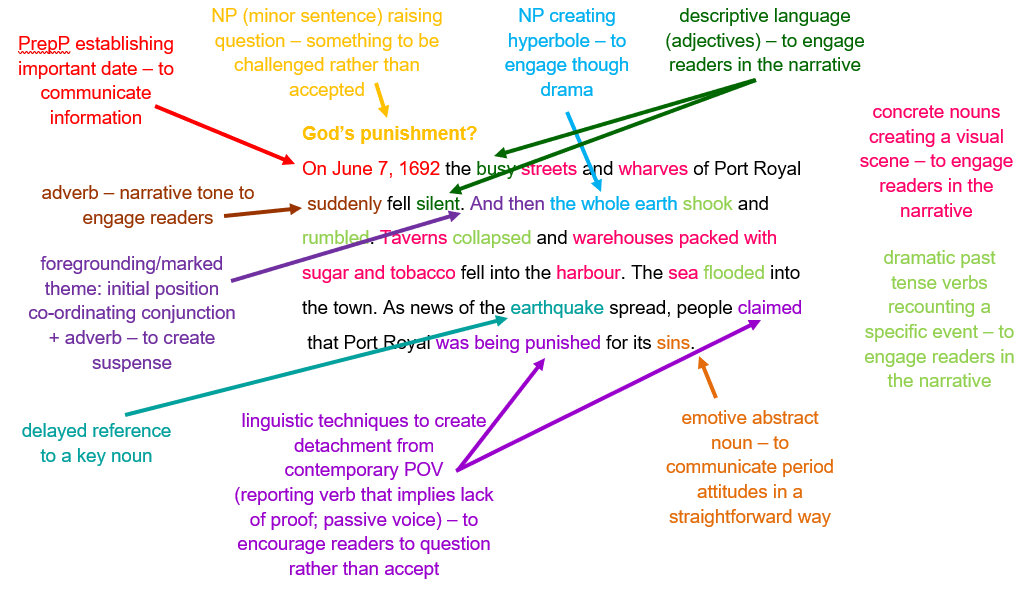 NP (minor sentence) raising
question – something to be
challenged rather than
accepted
NP creating
hyperbole – to
engage though
drama
descriptive language
(adjectives) – to engage
readers in the narrative
PrepP establishing
important date – to
communicate
information
concrete nouns
creating a visual
scene – to engage
readers in the
narrative
God's punishment?
On June 7, 1692 the busy streets and wharves of Port Royal
suddenly fell silent. And then the whole earth shook and
rumbled. Taverns collapsed and warehouses packed with
sugar and tobacco fell into the harbour. The sea flooded into
the town. As news of the earthquake spread, people claimed
that Port Royal was being punished for its sins.
adverb – narrative tone to
engage readers
foregrounding/marked
theme: initial position
co-ordinating conjunction
+ adverb – to create
suspense
dramatic past
tense verbs
recounting a
specific event – to
engage readers in
the narrative
delayed reference
to a key noun
linguistic techniques to create
detachment from
contemporary POV
(reporting verb that implies lack
of proof; passive voice) – to
encourage readers to question
rather than accept
emotive abstract
noun – to
communicate period
attitudes in a
straightforward way